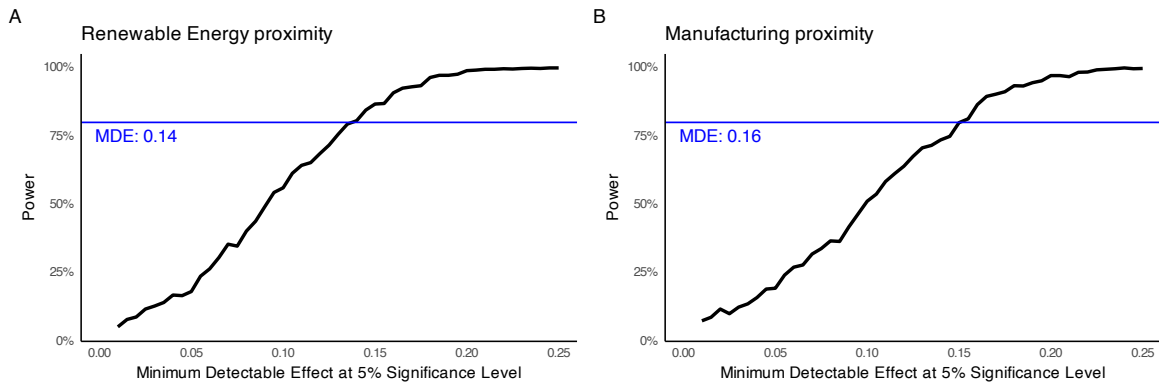 A
Renewable Energy proximity
100%
75%
50%
25%
0%
Power
MDE: 0.14
0.00 0.05 0.10 0.15 0.20 0.25
Minimum Detectable Effect at 5% Significance Level
B
Manufacturing proximity
100%
75%
50%
25%
0%
Power
MDE: 0.16
0.00 0.05 0.10 0.15 0.20 0.25
Minimum Detectable Effect at 5% Significance Level